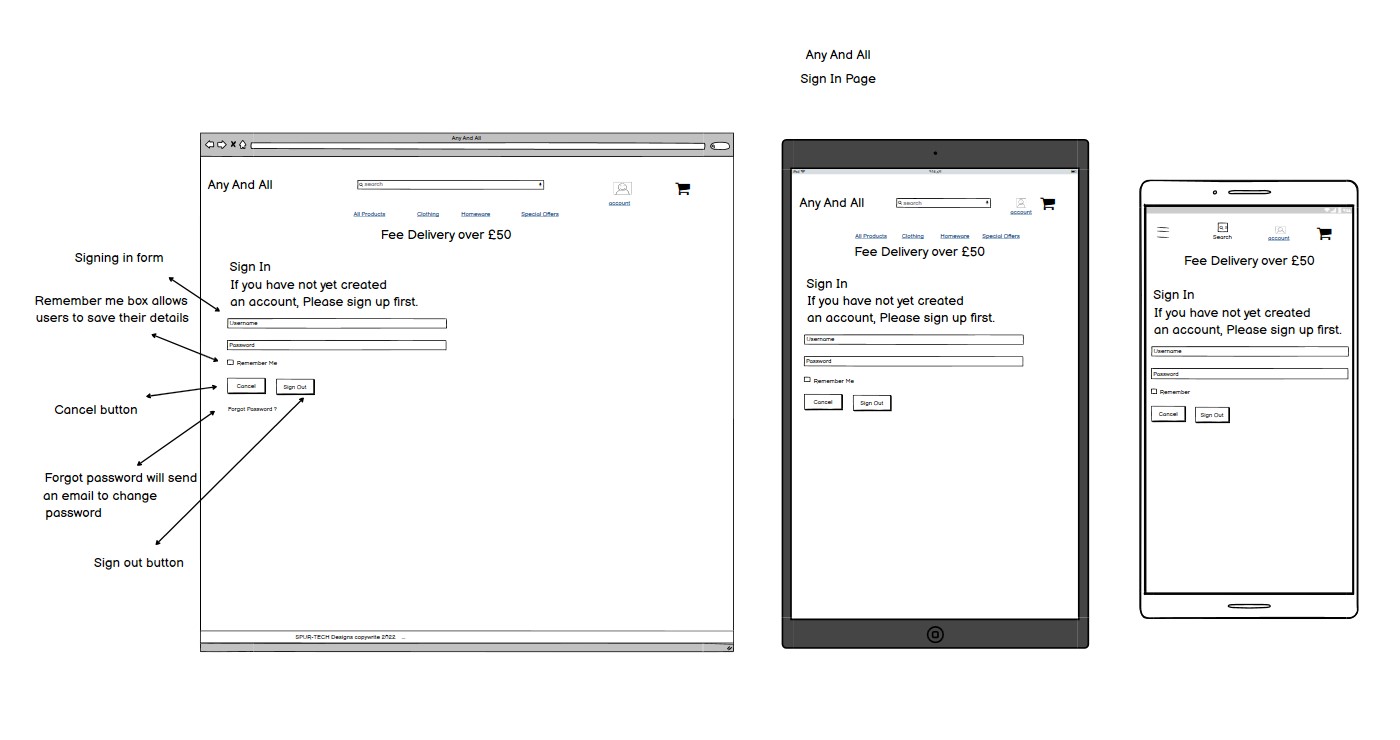 Any And All
Sign In Page
Any And All
Any And All
search
account
All Products Clothing Homeware Special Offers
Fee Delivery over £50
Sign In
If you have not yet created
an account, Please sign up first.
Username
Password
Remember Me
Cancel Sign Out
Forgot Password ?
SPUR-TECH Designs copywrite 2022 ...
Signing in form
Remember me box allows
users to save their details
Cancel button
Forgot password will send
an email to change
password
Sign out button
Any And All
search
account
All Products Clothing Homeware Special Offers
Fee Delivery over £50
Sign In
If you have not yet created
an account, Please sign up first.
Username
Password
Remember Me
Cancel Sign Out
Search
account
Fee Delivery over £50
Sign In
If you have not yet created
an account, Please sign up first.
Username
Password
Remember
Cancel Sign Out